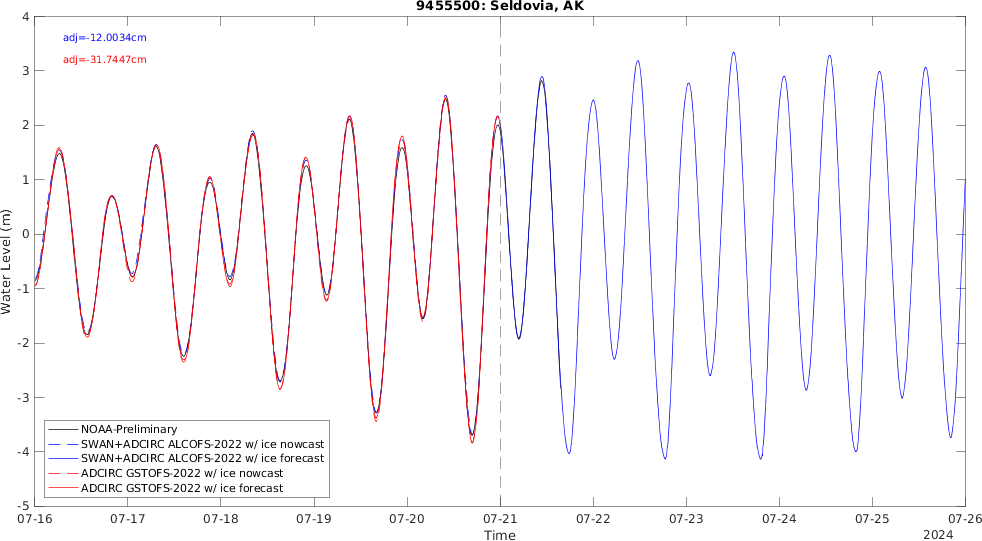 9455500: Seldovia, AK
adj=-12.0034cm
adj=-31.7447cm
Water Level (m)
4
3
2
1
0
-1
-2
-3
-4
-5
NOAA-Preliminary
SWAN+ADCIRC ALCOFS-2022 w/ ice nowcast
SWAN+ADCIRC ALCOFS-2022 w/ ice forecast
ADCIRC GSTOFS-2022 w/ ice nowcast
ADCIRC GSTOFS-2022 w/ ice forecast
07-16 07-17 07-18 07-19 07-20 07-21 07-22 07-23 07-24 07-25 07-26
Time
2024